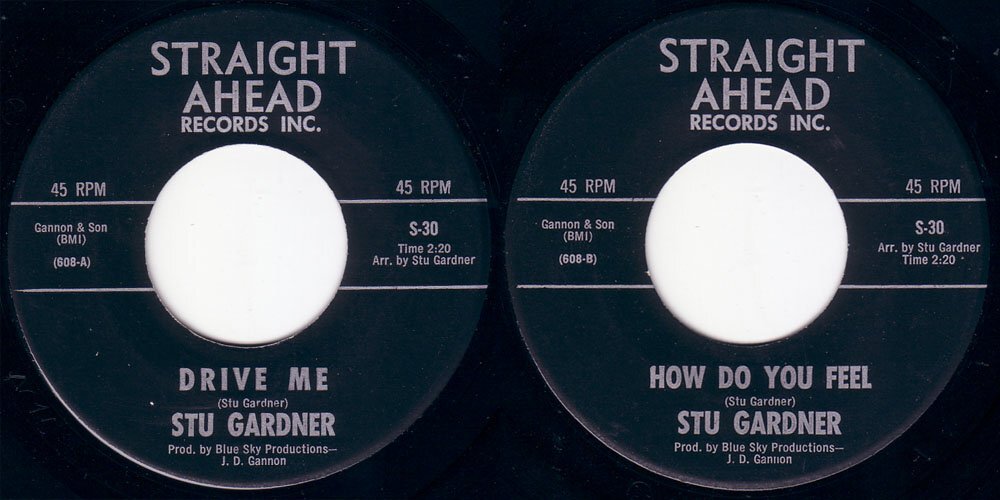 STRAIGHT
AHEAD
RECORDS INC.
45 RPM
45 RPM
Gannon & Son
(BMI)
(608-A)
S-30
Time 2:20
Arr. by Stu Gardner
DRIVE ME
(Stu Gardner)
STU GARDNER
Prod. by Blue Sky Productions—
J. D. Gannon
STRAIGHT
AHEAD
RECORDS INC.
45 RPM
45 RPM
Gannon & Son
(BMI)
(608-B)
S-30
Arr. by Stu Gardner
Time 2:20
HOW DO YOU FEEL
(Stu Gardner)
STU GARDNER
Prod. by Blue Sky Productions—
J. D. Gannon